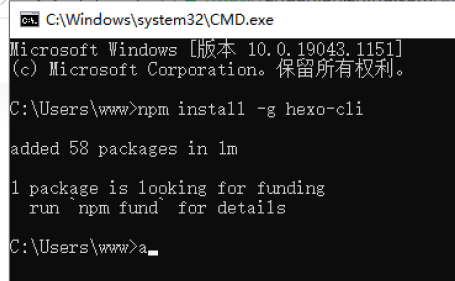 C:\Windows\system32\CMD.exe
Microsoft Windows [版本 10.0.19043.1151]
(c) Microsoft Corporation。保留所有权利。
C:\Users\www>npm install -g hexo-cli
added 58 packages in 1m
1 package is looking for funding
  run `npm fund` for details
C:\Users\www>a